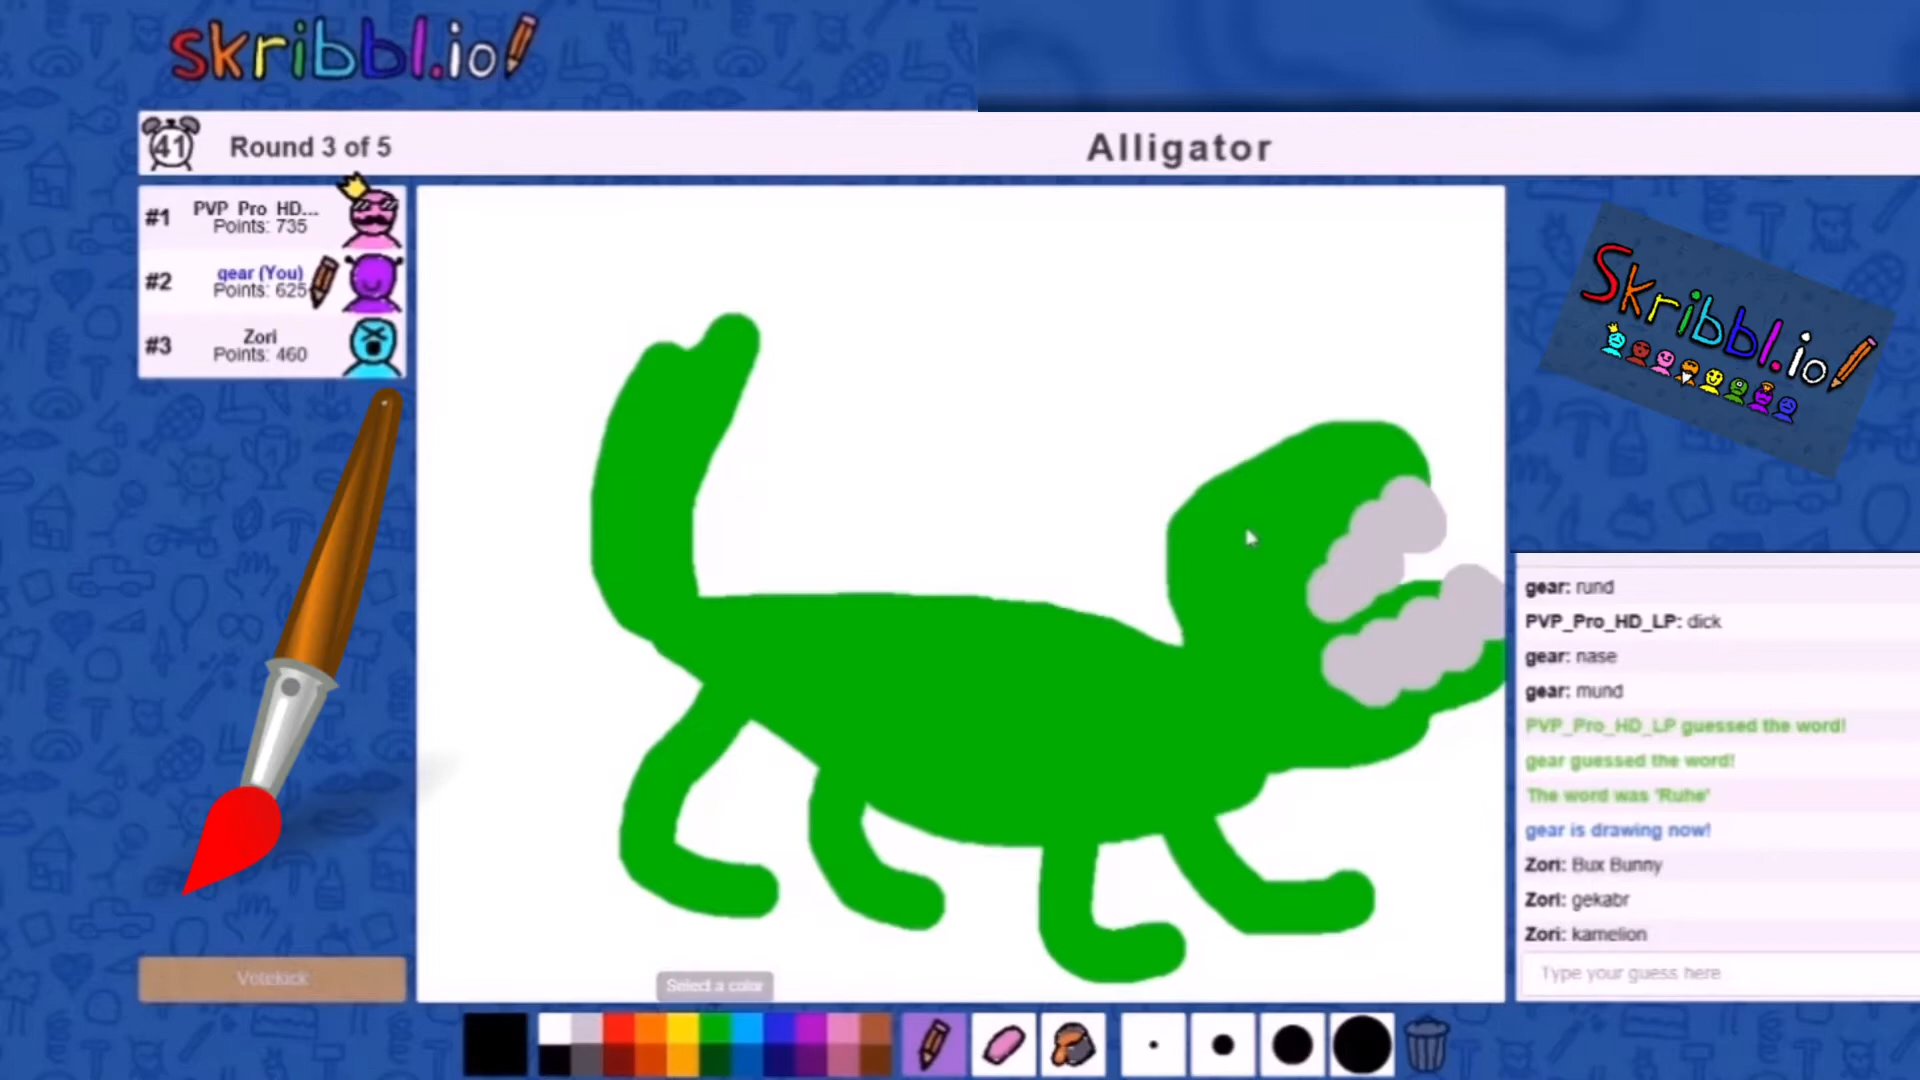 skribbl.io
41
Round 3 of 5
Alligator
#1
PVP Pro HD...
Points: 735
#2
gear (You)
Points: 625
#3
Zori
Points: 460
Skribbl.io
gear: rund
PVP_Pro_HD_LP: dick
gear: nase
gear: mund
PVP_Pro_HD_LP guessed the word!
gear guessed the word!
The word was 'Ruhe'
gear is drawing now!
Zori: Bux Bunny
Zori: gekabr
Zori: kamelion
Type your guess here
Votekick
Select a color